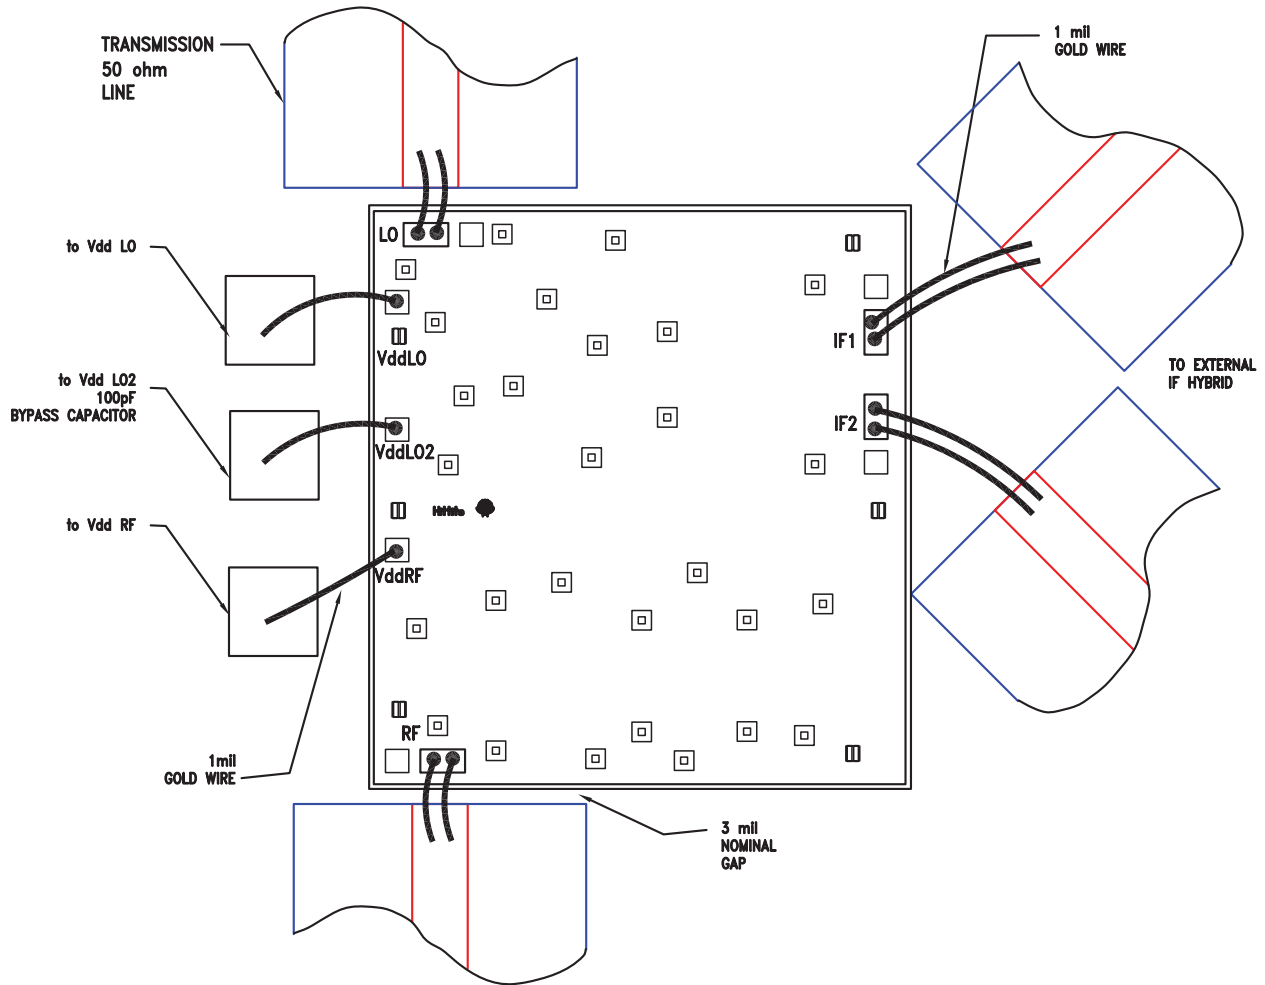 TRANSMISSION
50 ohm
LINE
1 mil
GOLD WIRE
LO
to Vdd LO
VddLO
IF1
TO EXTERNAL
IF HYBRID
to Vdd LO2
100pF
BYPASS CAPACITOR
IF2
VddLO2
to Vdd RF
VddRF
RF
1mil
GOLD WIRE
3 mil
NOMINAL
GAP